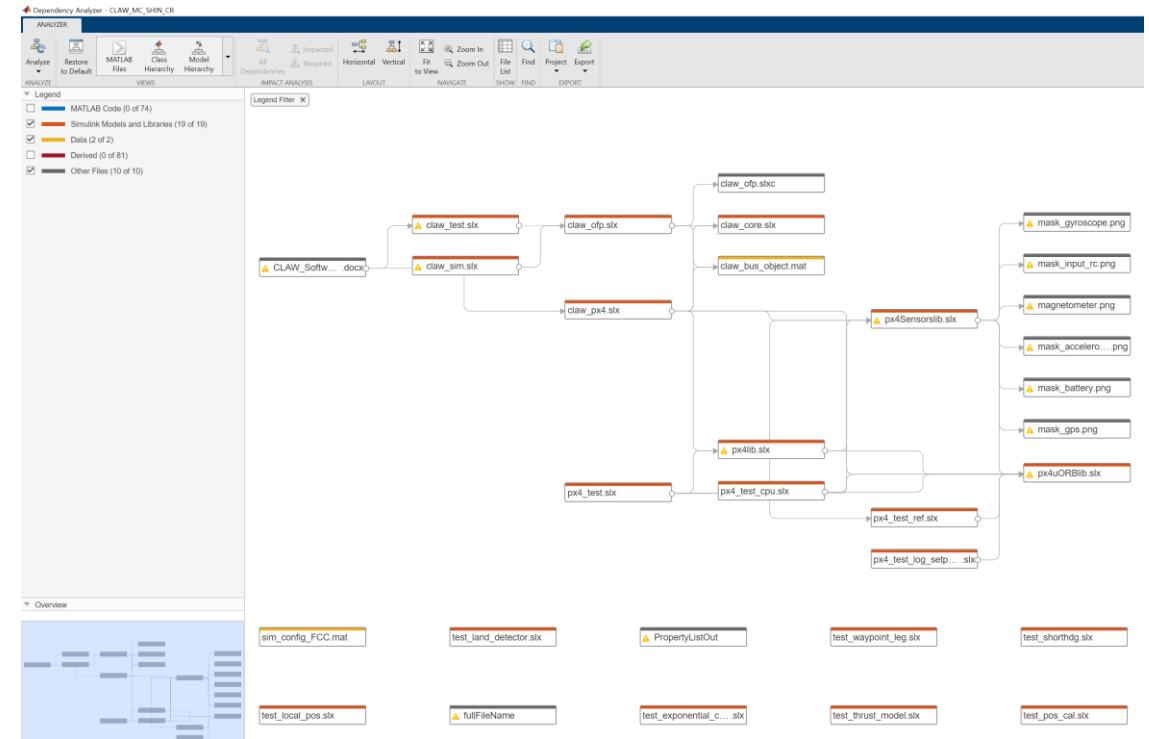 Dependency Analyzer - CLAW_MC_SHIN_CR
ANALYZER
Analyze
Restore
to Default
MATLAB
Files
Class
Hierarchy
Model
Hierarchy
All
Dependencies
Impacted
Required
Horizontal
Vertical
Fit
to View
Zoom In
Zoom Out
File
List
Find
Project
Export
ANALYZE
VIEWS
IMPACT ANALYSIS
LAYOUT
NAVIGATE
SHOW
FIND
EXPORT
Legend
MATLAB Code (0 of 74)
Simulink Models and Libraries (19 of 19)
Data (2 of 2)
Derived (0 of 81)
Other Files (10 of 10)
Legend Filter X
claw_ofp.slxc
claw_test.slx
claw_ofp.slx
claw_core.slx
mask_gyroscope.png
CLAW_Softw... .docx
claw_sim.slx
claw_bus_object.mat
mask_input_rc.png
claw_px4.slx
px4Sensorslib.slx
magnetometer.png
mask_accelero... .png
mask_battery.png
mask_gps.png
px4lib.slx
px4uORBlib.slx
px4_test.slx
px4_test_cpu.slx
px4_test_ref.slx
px4_test_log_setp... .slx
Overview
sim_config_FCC.mat
test_land_detector.slx
PropertyListOut
test_waypoint_leg.slx
test_shorthdg.slx
test_local_pos.slx
fullFileName
test_exponential_c... .slx
test_thrust_model.slx
test_pos_cal.slx